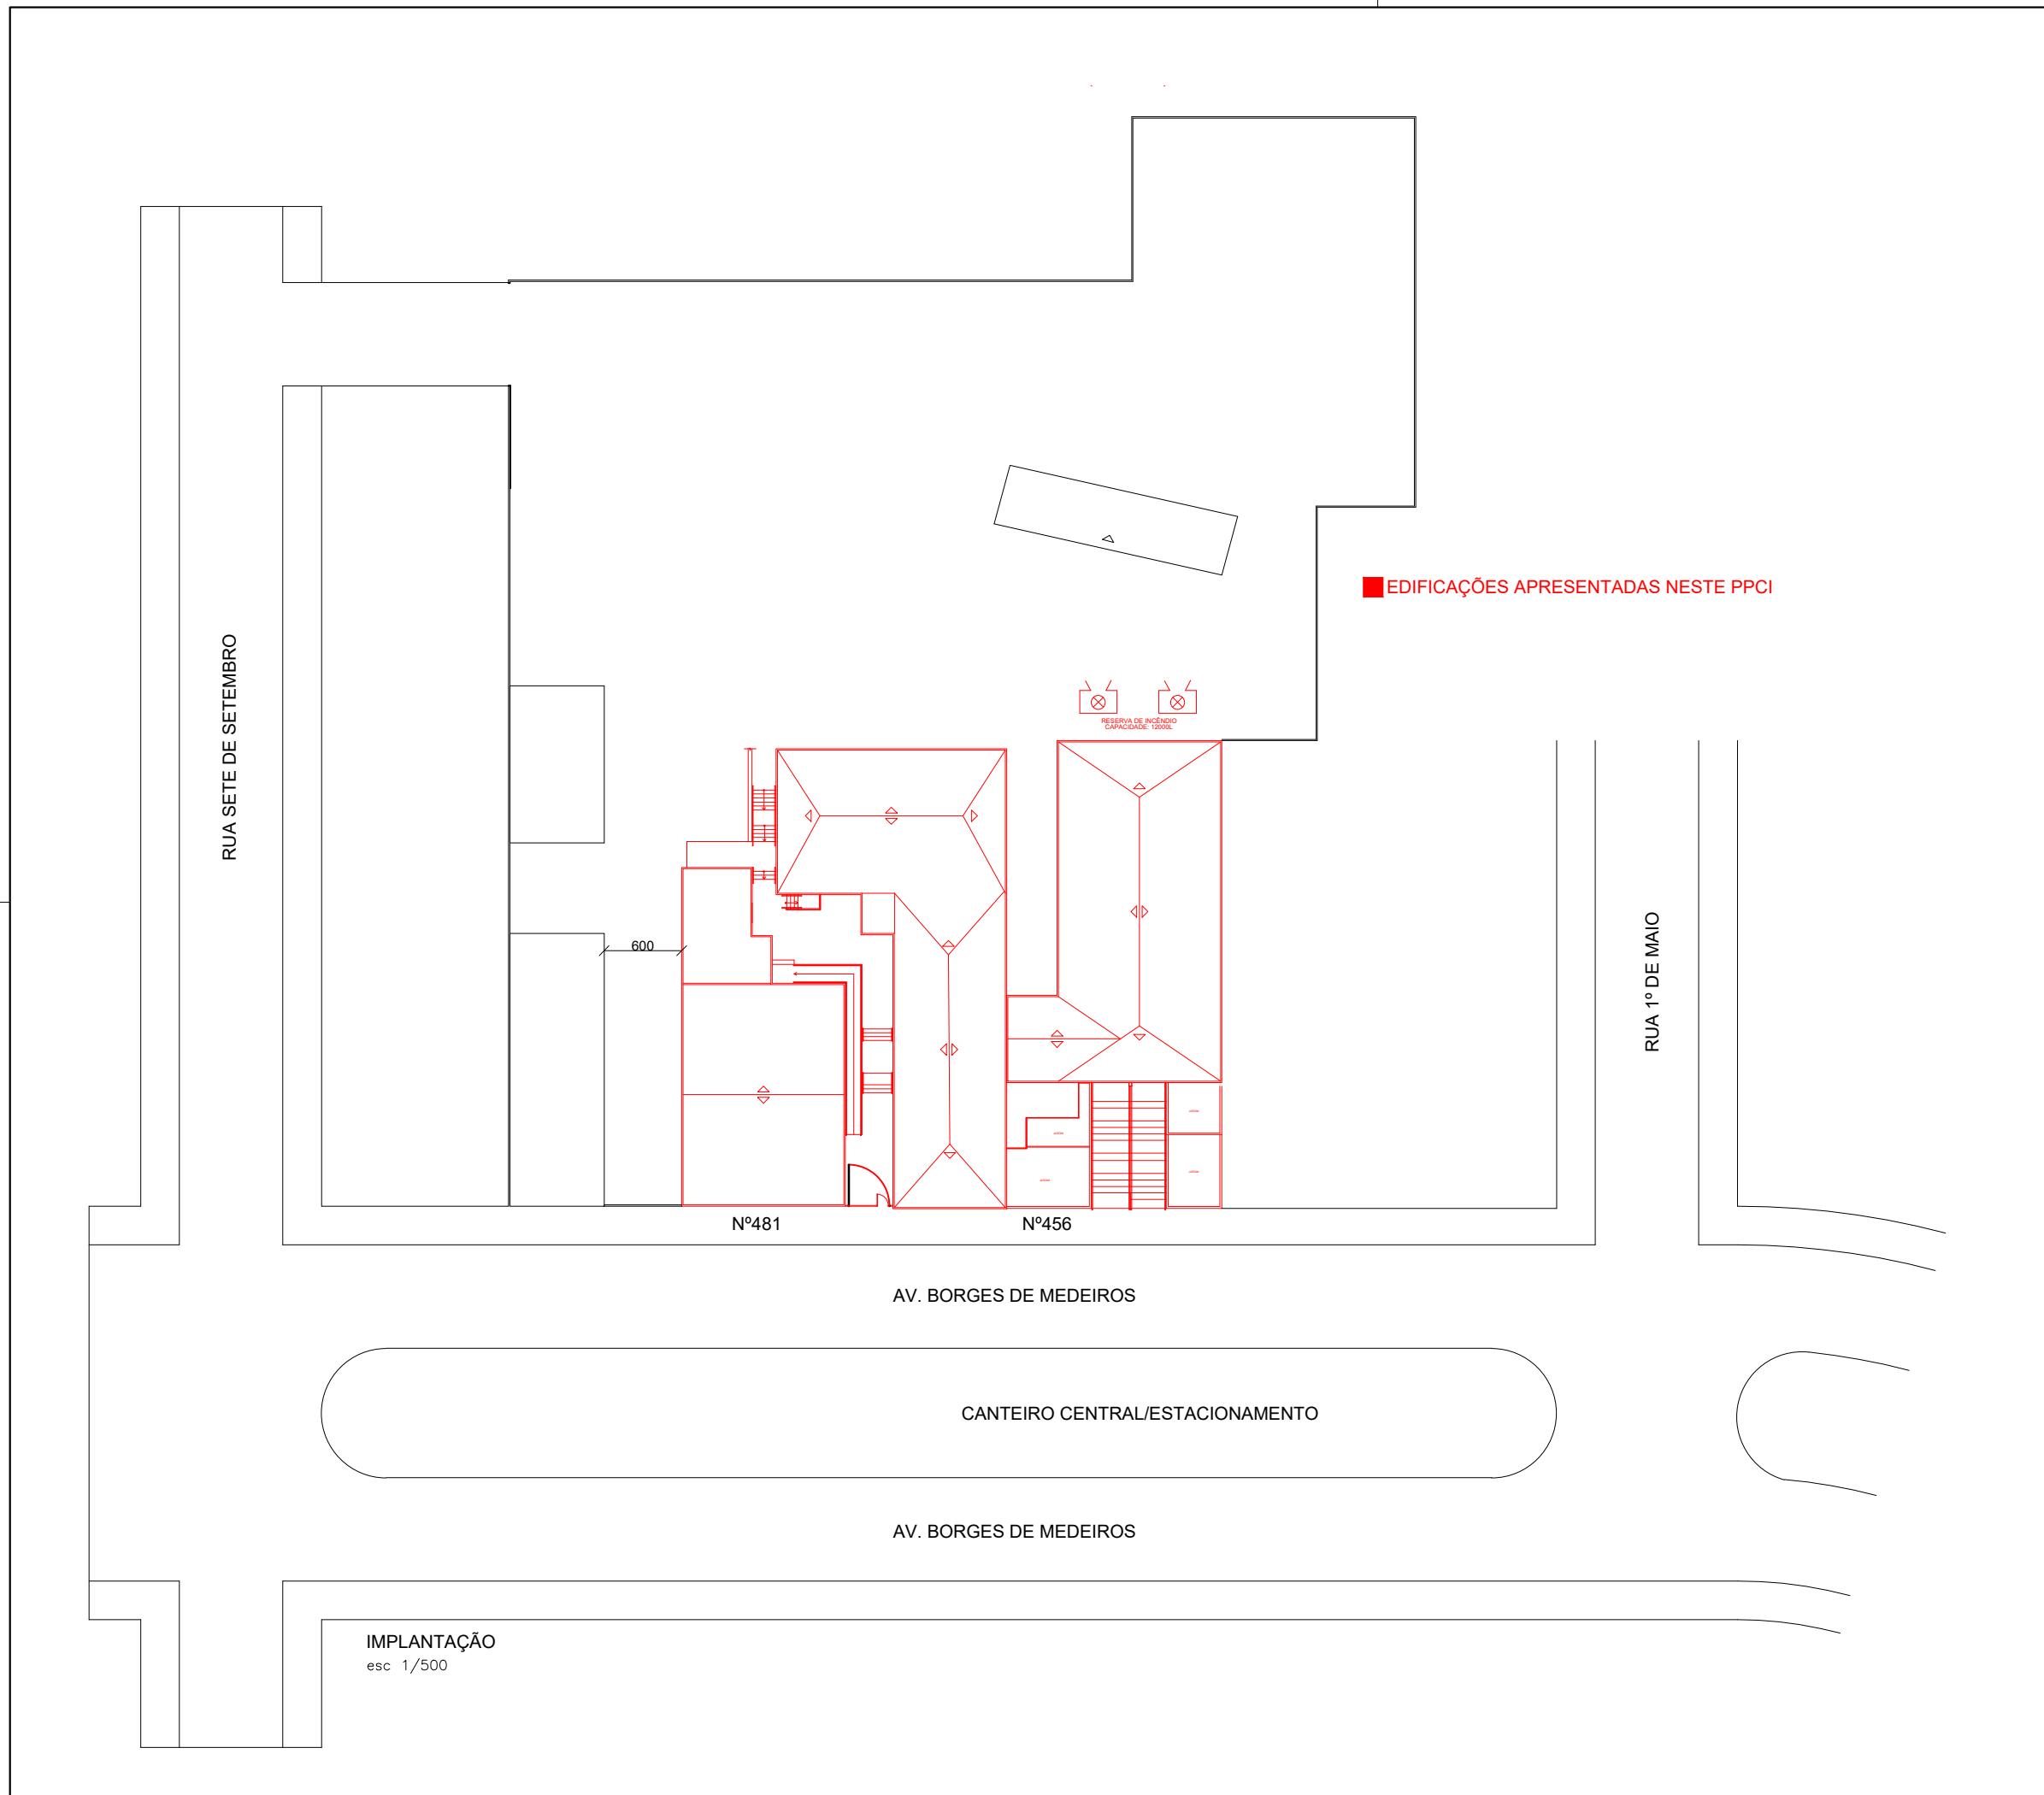 EDIFICAÇÕES APRESENTADAS NESTE PPCI
RUA SETE DE SETEMBRO
RESERVA DE INCÊNDIO
CAPACIDADE: 12000L
600
RUA 1º DE MAIO
Nº481
Nº456
AV. BORGES DE MEDEIROS
CANTEIRO CENTRAL/ESTACIONAMENTO
AV. BORGES DE MEDEIROS
IMPLANTAÇÃO
esc 1/500